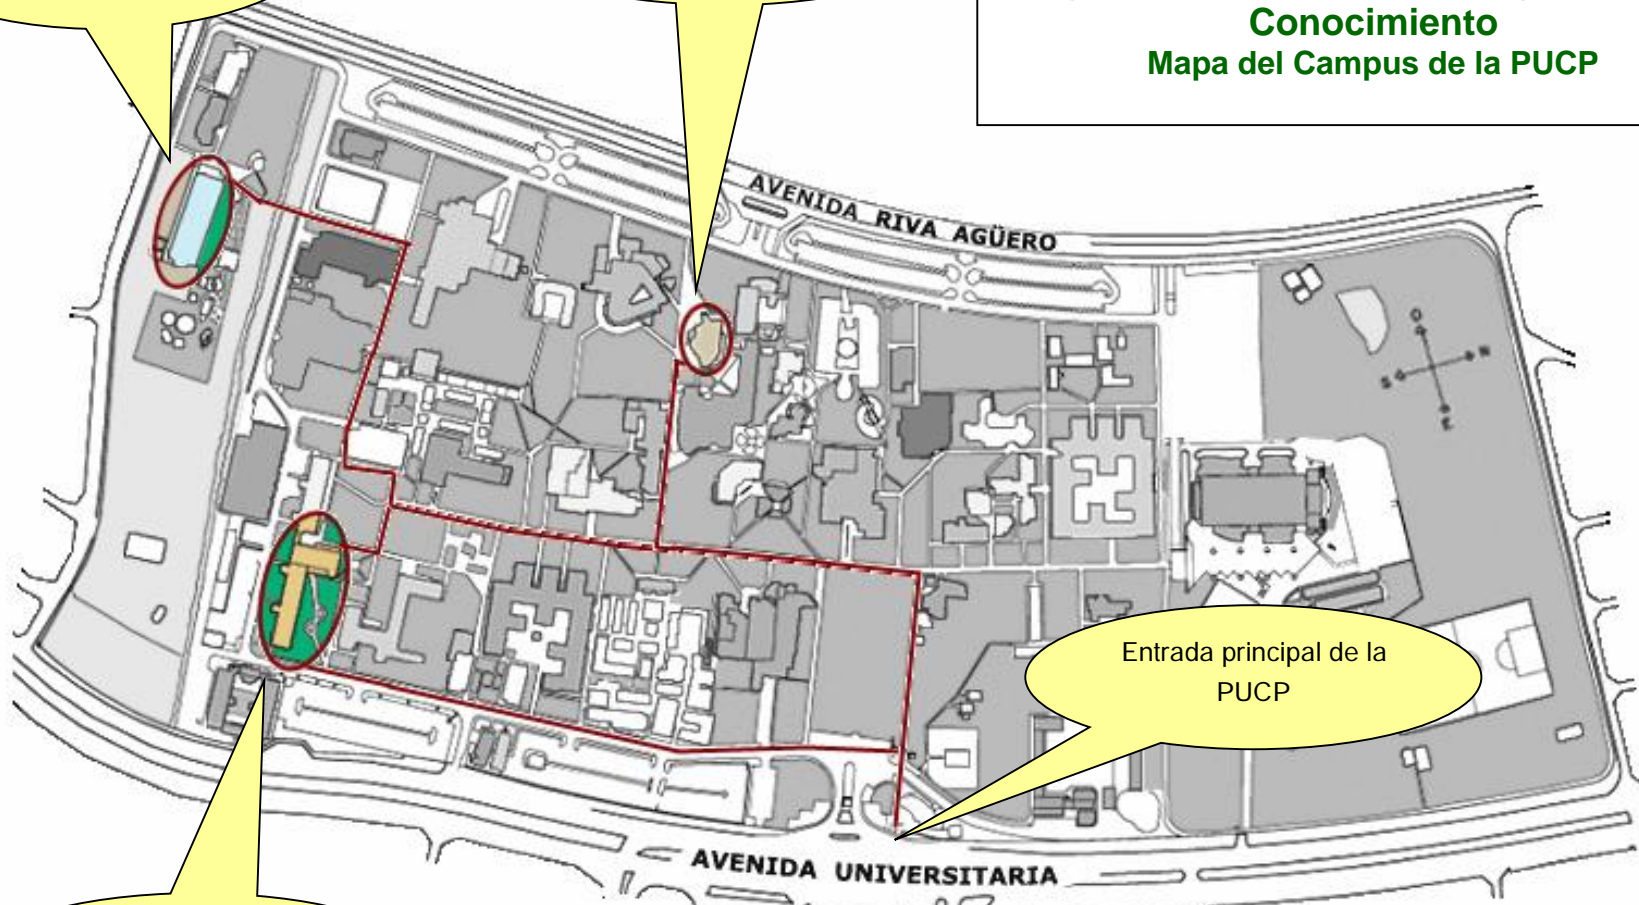 Conocimiento
Mapa del Campus de la PUCP
AVENIDA RIVA AGÜERO
O
N
S
E
Entrada principal de la
PUCP
AVENIDA UNIVERSITARIA